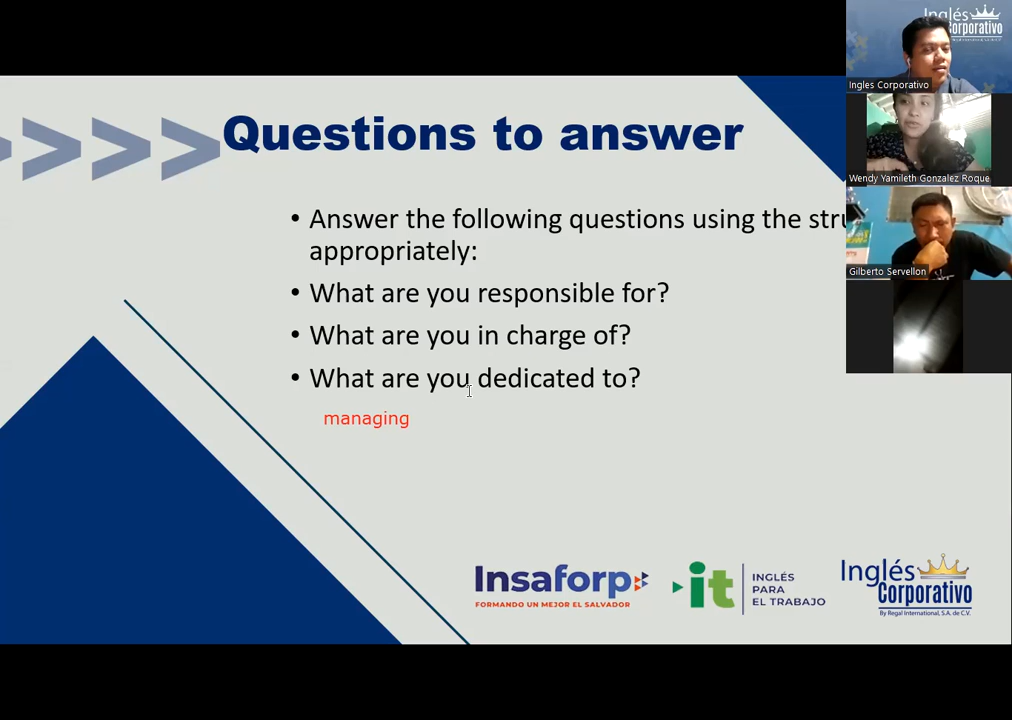 Inglés
Corporativo
Ingles Corporativo
Wendy Yamileth Gonzalez Roque
Gilberto Servellon
>>>> Questions to answer
• Answer the following questions using the
appropriately:
• What are you responsible for?
• What are you in charge of?
• What are you dedicated to?
managing
Insaforp
FORMANDO UN MEJOR EL SALVADOR
it
INGLÉS
PARA
EL TRABAJO
Inglés
Corporativo
By Regal International, S.A. de C.V.